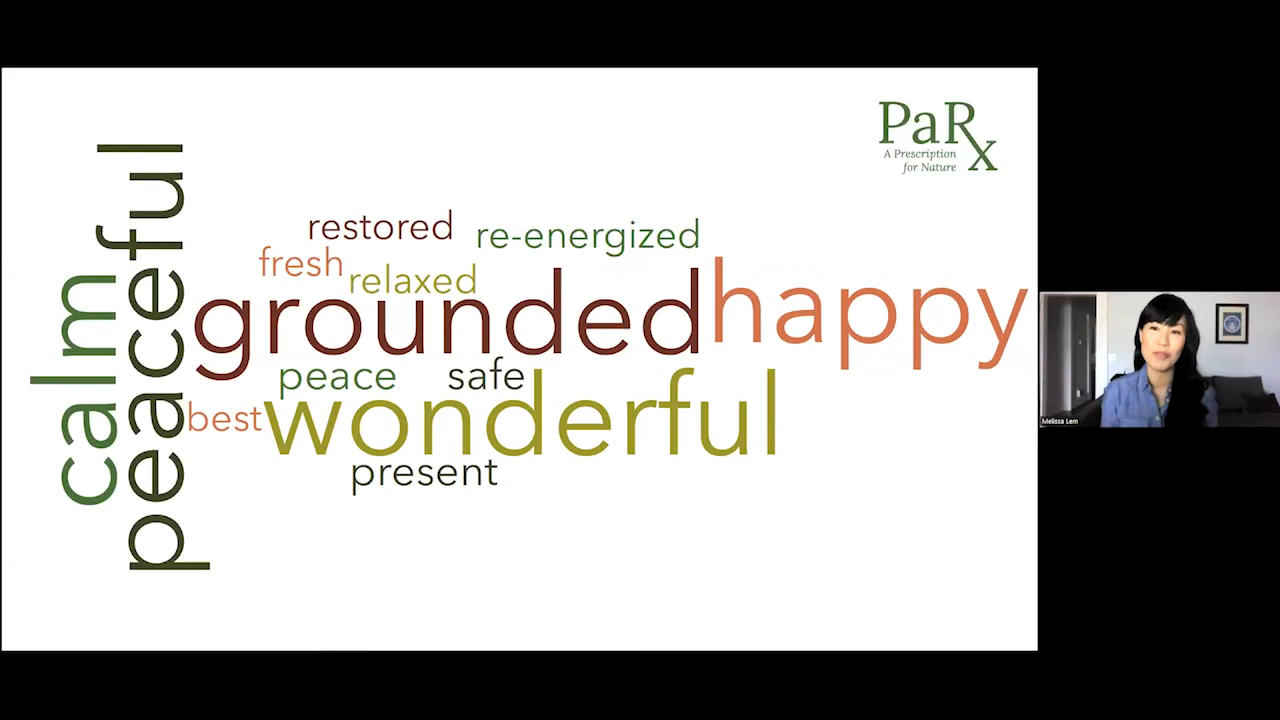 PaRx
A Prescription
for Nature
calm
peaceful
restored
re-energized
fresh
relaxed
grounded
happy
peace
safe
best
wonderful
present
Melissa Lem